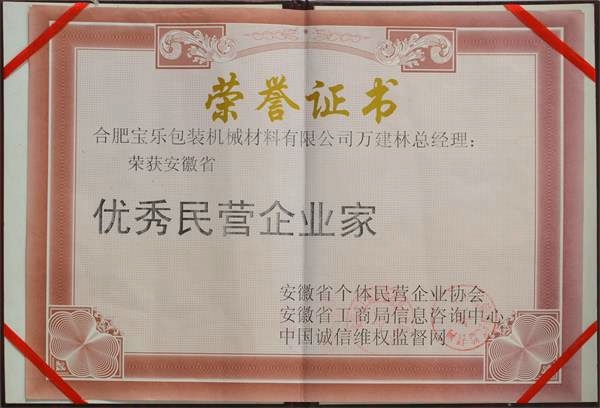 荣誉证书
合肥宝乐包装机械材料有限公司万建林总经理：
荣获安徽省
优秀民营企业家
安徽省个体民营企业协会
安徽省工商局信息咨询中心
中国诚信维权监督网